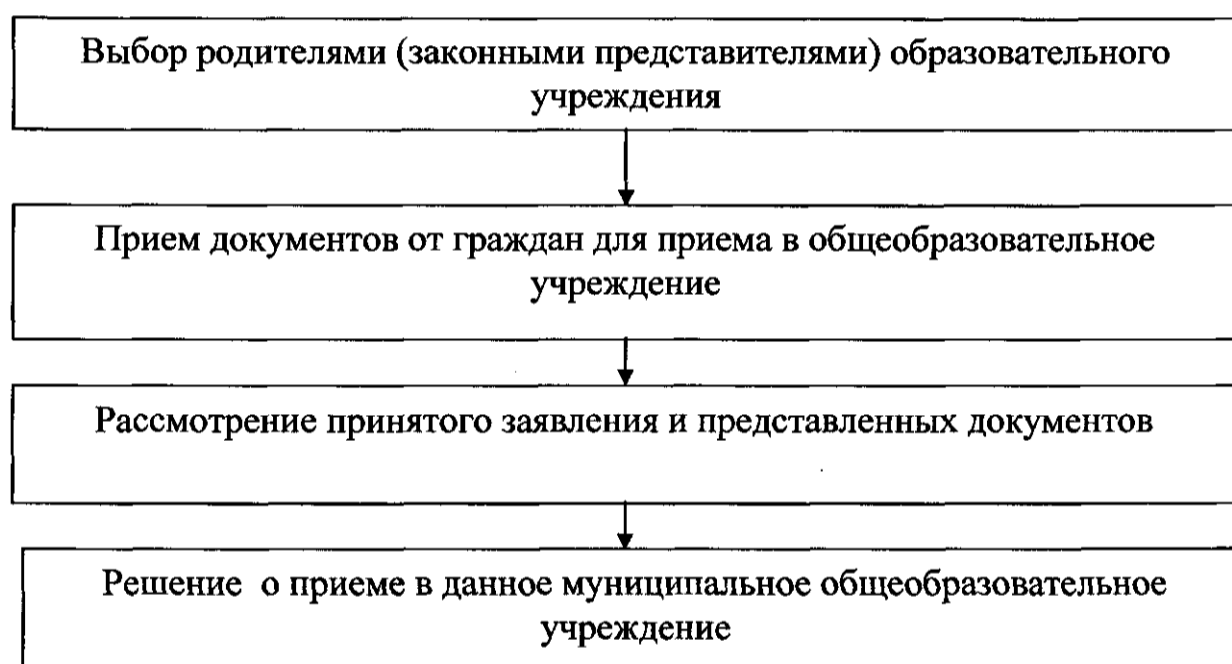 Выбор родителями (законными представителями) образовательного
учреждения
Прием документов от граждан для приема в общеобразовательное
учреждение
Рассмотрение принятого заявления и представленных документов
Решение о приеме в данное муниципальное общеобразовательное
учреждение